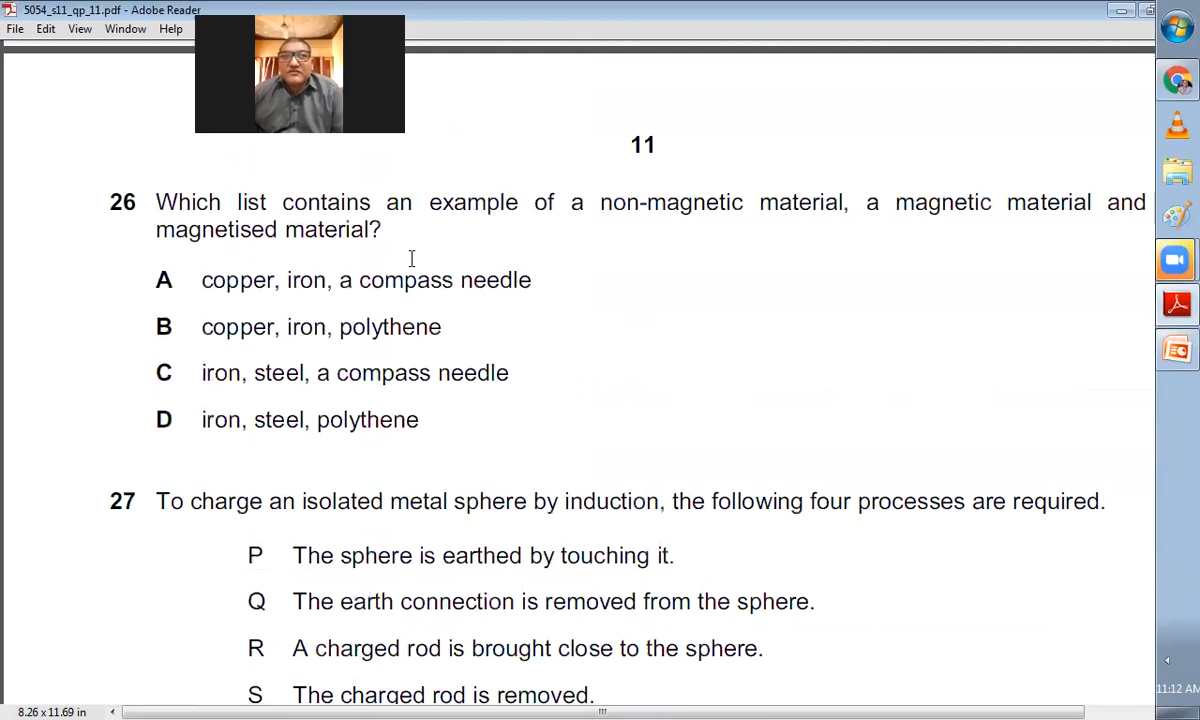 5054_s11_qp_11.pdf - Adobe Reader
File Edit View Window Help
11
26 Which list contains an example of a non-magnetic material, a magnetic material and
magnetised material?
A copper, iron, a compass needle
B copper, iron, polythene
C iron, steel, a compass needle
D iron, steel, polythene
27 To charge an isolated metal sphere by induction, the following four processes are required.
P The sphere is earthed by touching it.
Q The earth connection is removed from the sphere.
R A charged rod is brought close to the sphere.
S The charged rod is removed.
8.26 x 11.69 in
11:12 AM